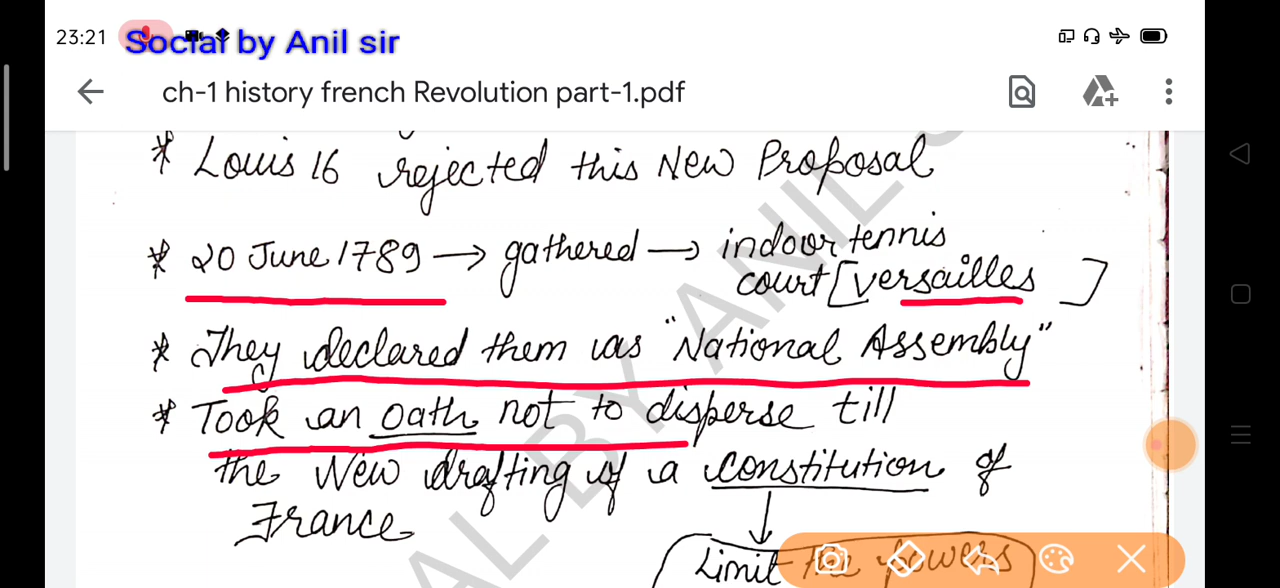 23:21
Social by Anil sir
ch-1 history french Revolution part-1.pdf
* Louis 16 rejected this New Proposal
* 20 June 1789 → gathered → indoor tennis
court [versailles]
* They declared them as "National Assembly"
* Took an oath not to disperse till
the New drafting of a constitution of
France
Limit the powers